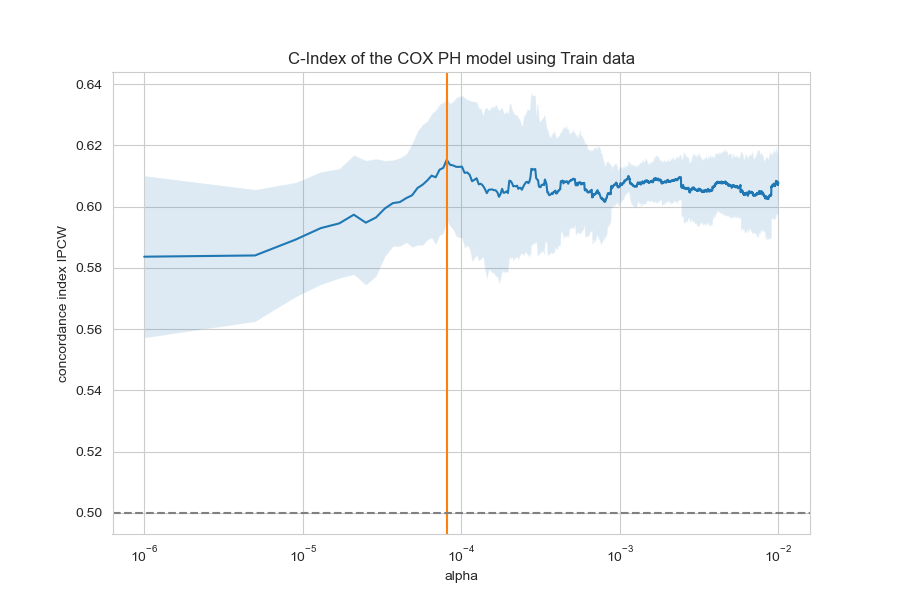 C-Index of the COX PH model using Train data
concordance index IPCW
0.64
0.62
0.60
0.58
0.56
0.54
0.52
0.50
10⁻⁶ 10⁻⁵ 10⁻⁴ 10⁻³ 10⁻²
alpha